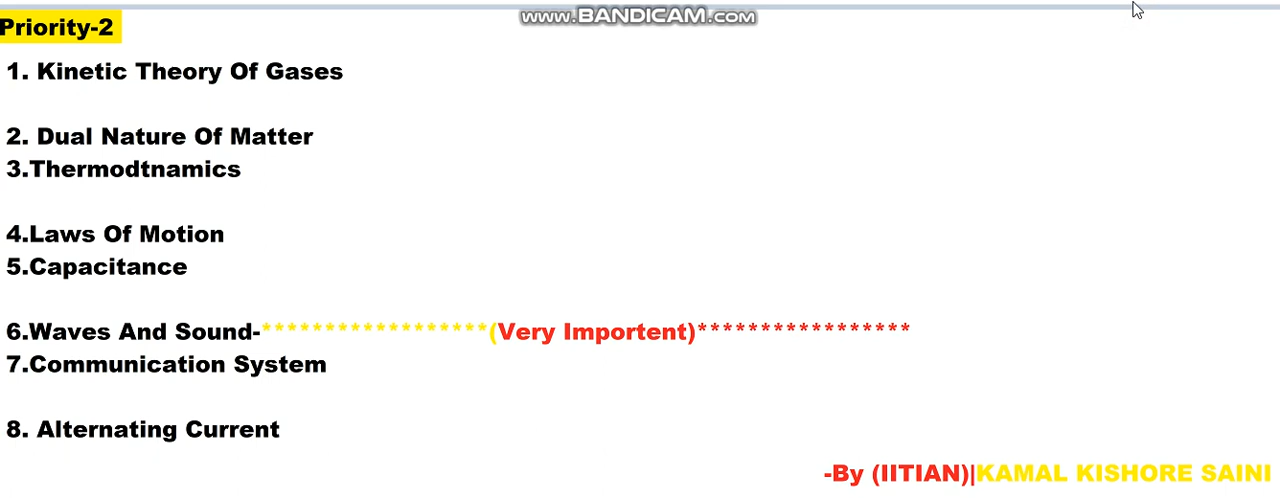 www.BANDICAM.com
Priority-2
1. Kinetic Theory Of Gases
2. Dual Nature Of Matter
3.Thermodtnamics
4.Laws Of Motion
5.Capacitance
6.Waves And Sound-******************(Very Importent)*****************
7.Communication System
8. Alternating Current
-By (IITIAN)|KAMAL KISHORE SAINI